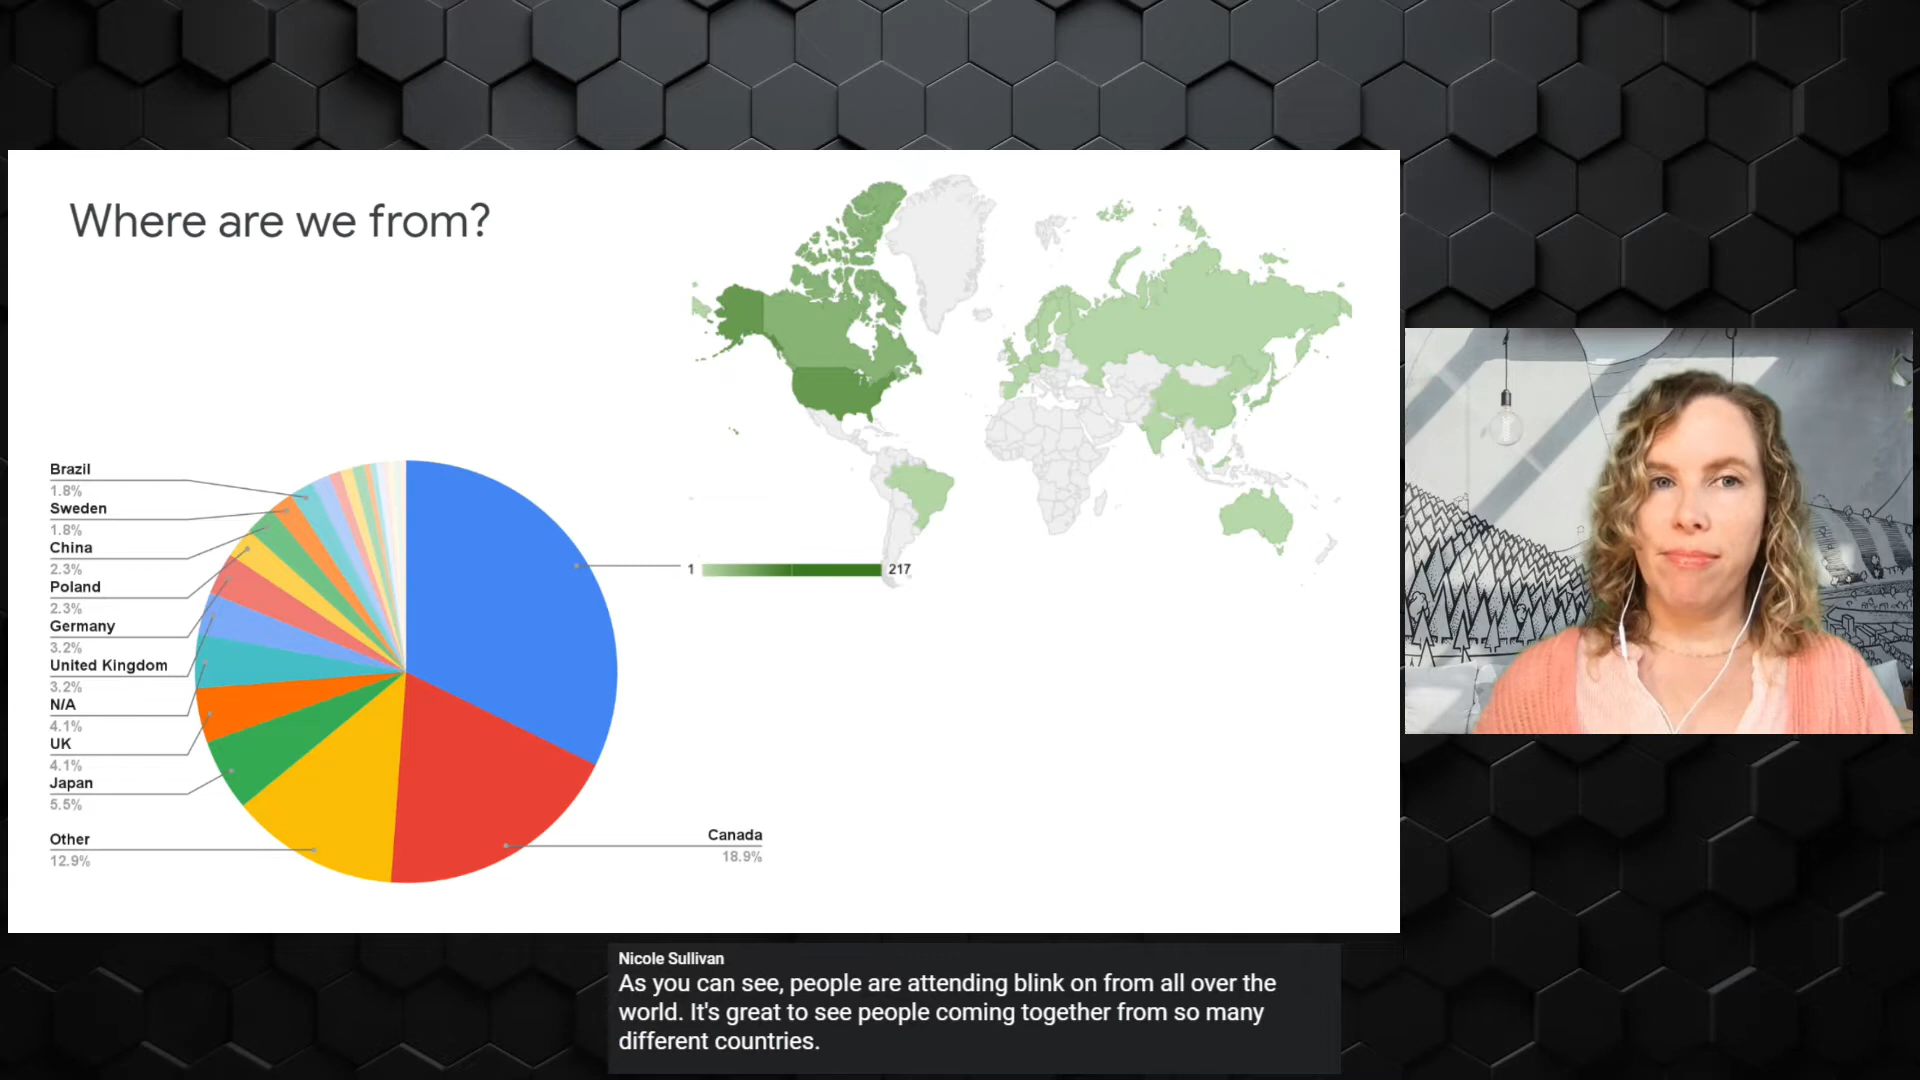 Where are we from?
Brazil
1.8%
Sweden
1.8%
China
2.3%
Poland
2.3%
Germany
3.2%
United Kingdom
3.2%
N/A
4.1%
UK
4.1%
Japan
5.5%
Other
12.9%
1
217
Canada
18.9%
Nicole Sullivan
As you can see, people are attending blink on from all over the
world. It's great to see people coming together from so many
different countries.